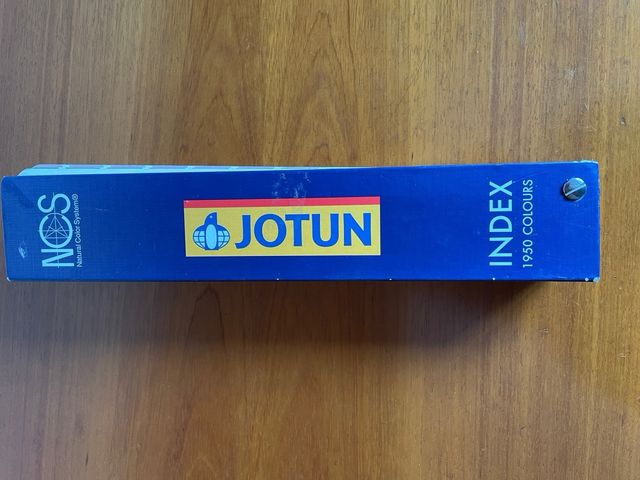 NCS
Natural Color System®
JOTUN
INDEX
1950 COLOURS